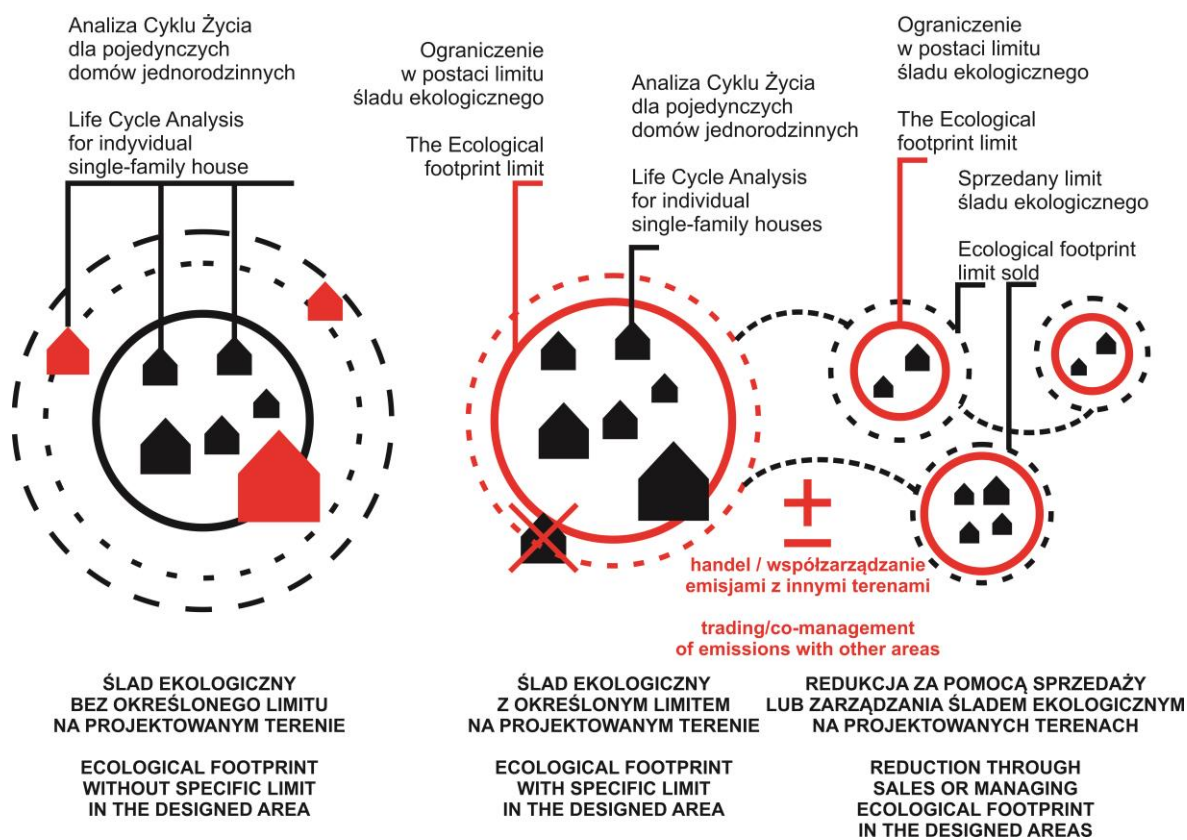 Analiza Cyklu Życia
dla pojedynczych
domów jednorodzinnych
Life Cycle Analysis
for indyvidual
single-family house
Ograniczenie
w postaci limitu
śladu ekologicznego
The Ecological
footprint limit
Analiza Cyklu Życia
dla pojedynczych
domów jednorodzinnych
Life Cycle Analysis
for individual
single-family houses
Ograniczenie
w postaci limitu
śladu ekologicznego
The Ecological
footprint limit
Sprzedany limit
śladu ekologicznego
Ecological footprint
limit sold
±
handel / współzarządzanie
emisjami z innymi terenami
trading/co-management
of emissions with other areas
ŚLAD EKOLOGICZNY
BEZ OKREŚLONEGO LIMITU
NA PROJEKTOWANYM TERENIE
ECOLOGICAL FOOTPRINT
WITHOUT SPECIFIC LIMIT
IN THE DESIGNED AREA
ŚLAD EKOLOGICZNY
Z OKREŚLONYM LIMITEM
NA PROJEKTOWANYM TERENIE
ECOLOGICAL FOOTPRINT
WITH SPECIFIC LIMIT
IN THE DESIGNED AREA
REDUKCJA ZA POMOCĄ SPRZEDAŻY
LUB ZARZĄDZANIA ŚLADEM EKOLOGICZNYM
NA PROJEKTOWANYCH TERENACH
REDUCTION THROUGH
SALES OR MANAGING
ECOLOGICAL FOOTPRINT
IN THE DESIGNED AREAS